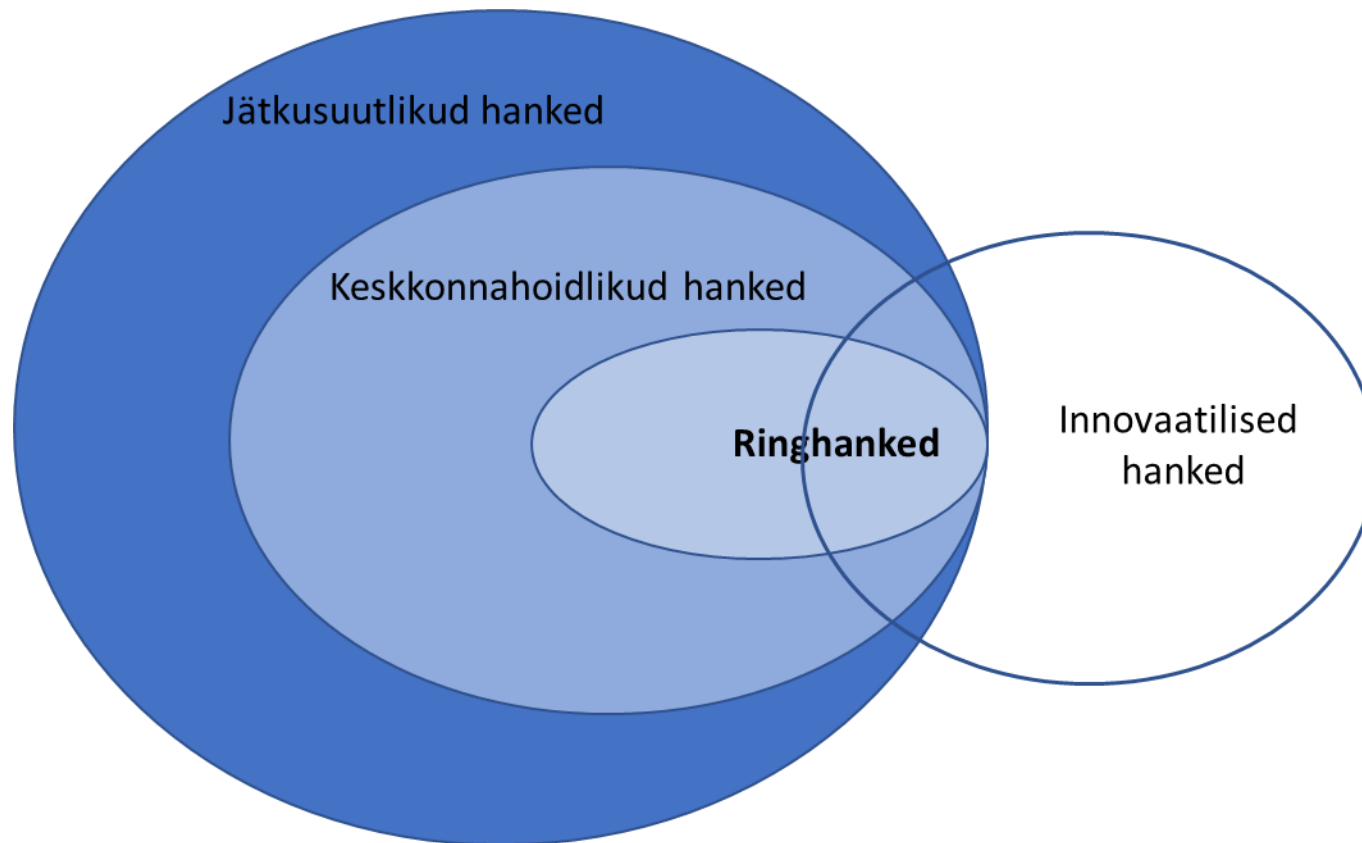 Jätkusuutlikud hanked
Keskkonnahoidlikud hanked
Ringhanked
Innovaatilised
hanked